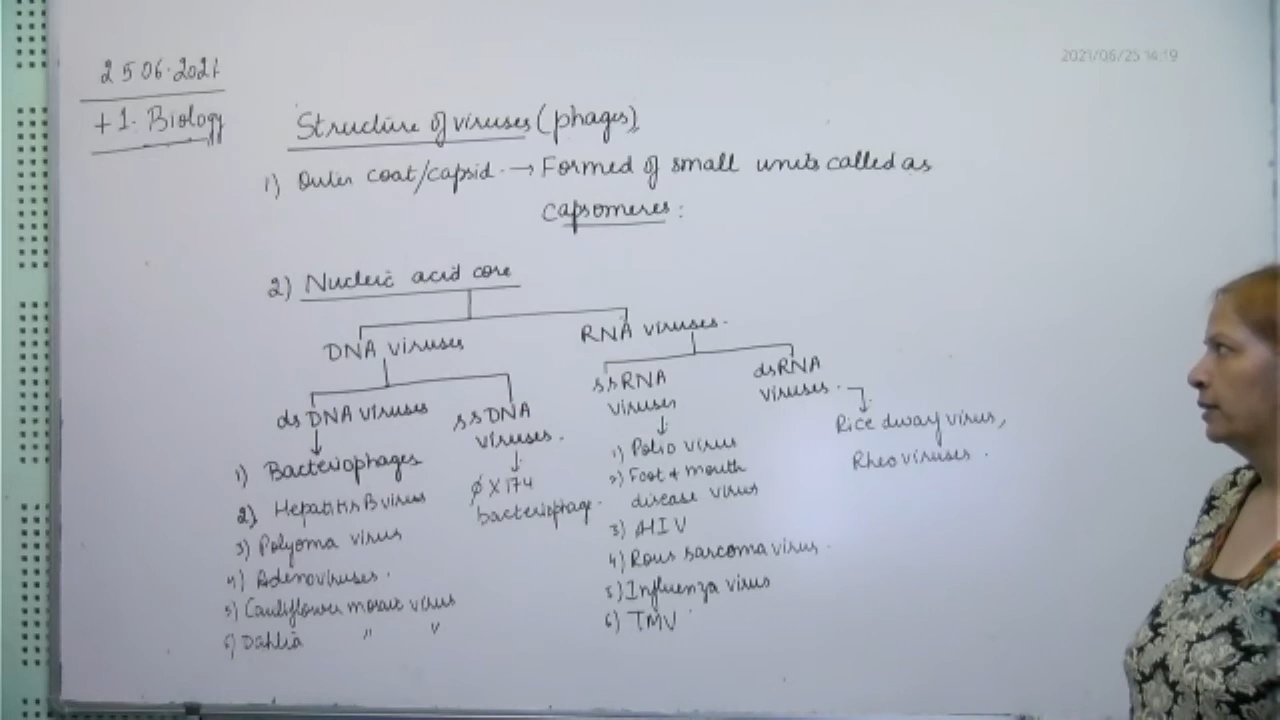 25.06.2021
+1. Biology
2021/06/25 14:19
Structure of viruses (phages)
1) Outer coat/capsid. → Formed of small units called as
capsomeres:
2) Nucleic acid core
DNA viruses
RNA viruses.
dsDNA viruses
ssDNA
viruses.
ssRNA
viruses
dsRNA
viruses.
1) Bacteriophages
2) Hepatitis B virus
3) Polyoma virus
4) Adenoviruses.
5) Cauliflower mosaic virus
6) Dahlia " "
ϕ X 174
bacteriophage.
1) Polio virus
2) Foot & mouth
disease virus
3) HIV
4) Rous sarcoma virus.
5) Influenza virus
6) TMV
Rice dwarf virus,
Rheoviruses.